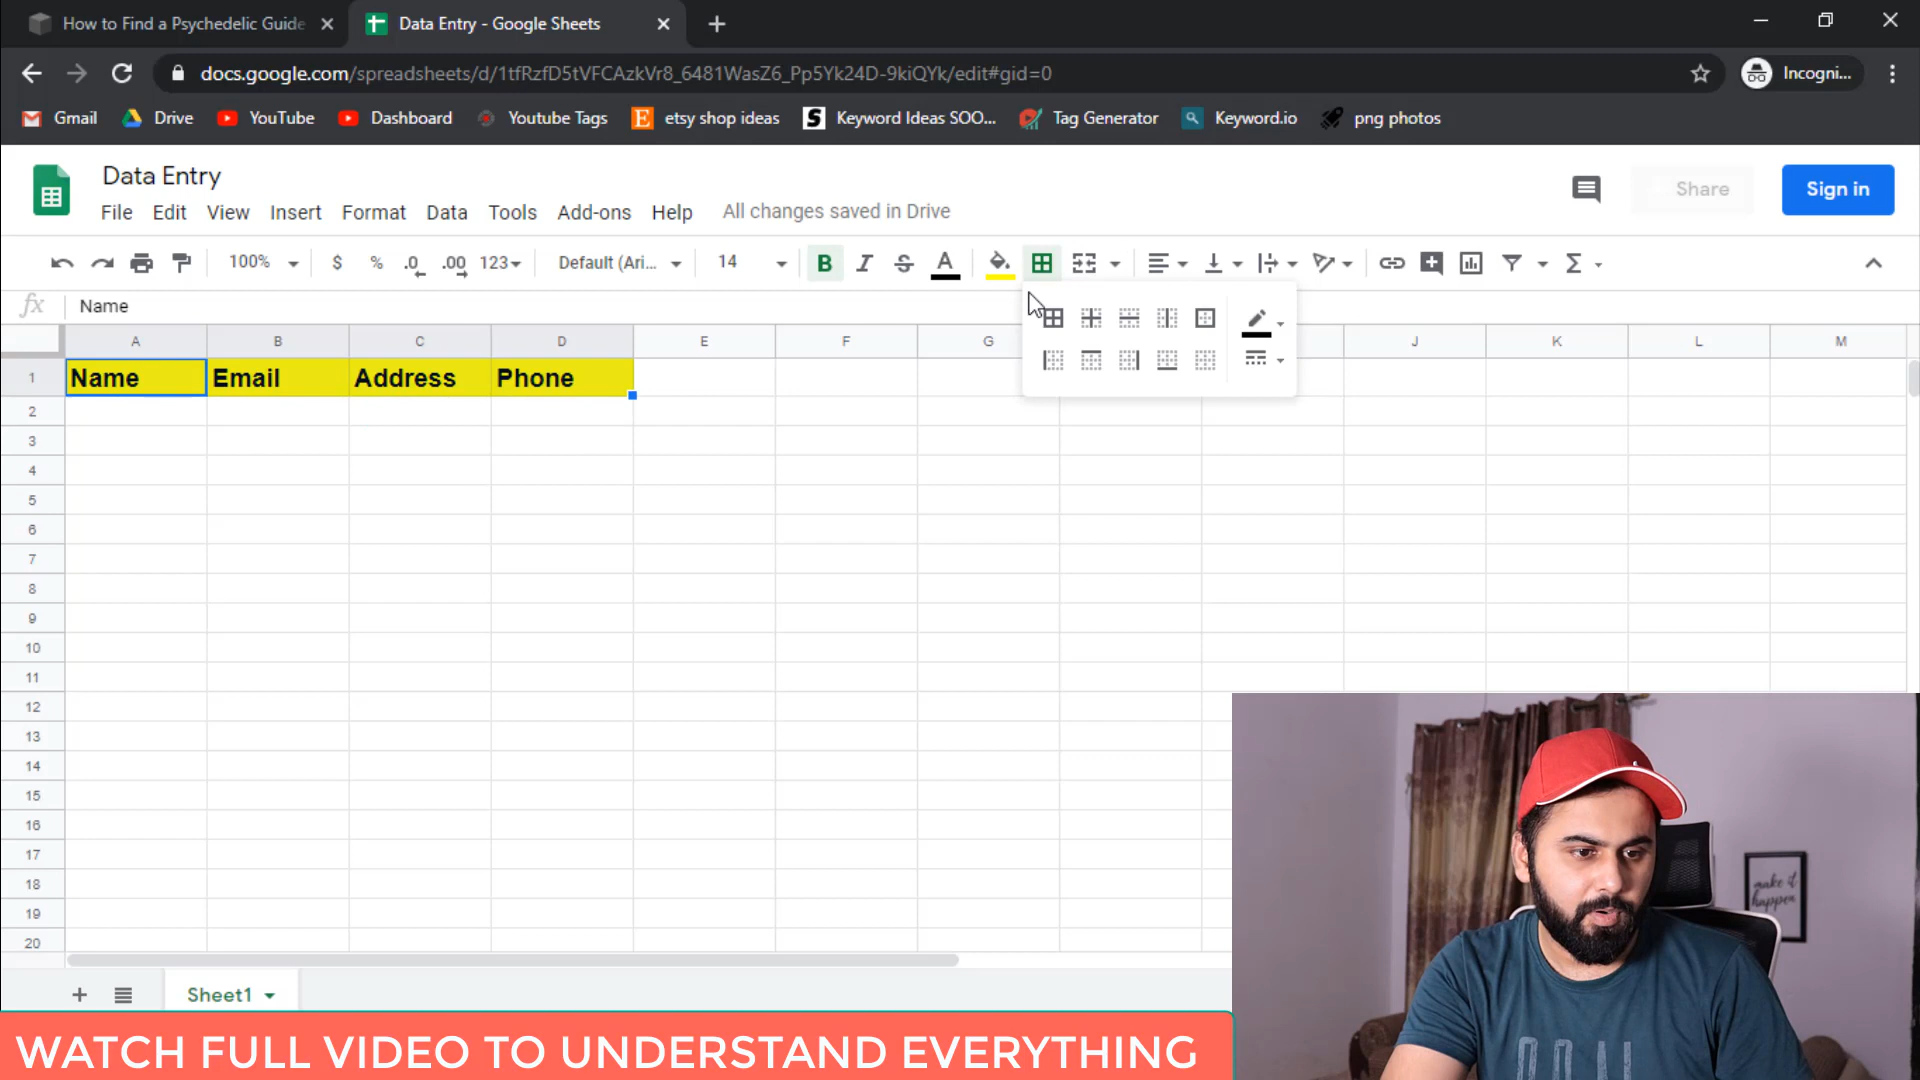 How to Find a Psychedelic Guide
Data Entry - Google Sheets
docs.google.com/spreadsheets/d/1tfRzfD5tVFCAzkVr8_6481WasZ6_Pp5Yk24D-9kiQYk/edit#gid=0
Incogni...
Gmail Drive YouTube Dashboard Youtube Tags etsy shop ideas Keyword Ideas SOO... Tag Generator Keyword.io png photos
Data Entry
File Edit View Insert Format Data Tools Add-ons Help All changes saved in Drive
Share
Sign in
100% $ % .0 .00 123 Default (Ari... 14 B I S A
fx Name
A B C D E F G J K L M
1 Name Email Address Phone
2
3
4
5
6
7
8
9
10
11
12
13
14
15
16
17
18
19
20
make it
happen
Sheet1
WATCH FULL VIDEO TO UNDERSTAND EVERYTHING